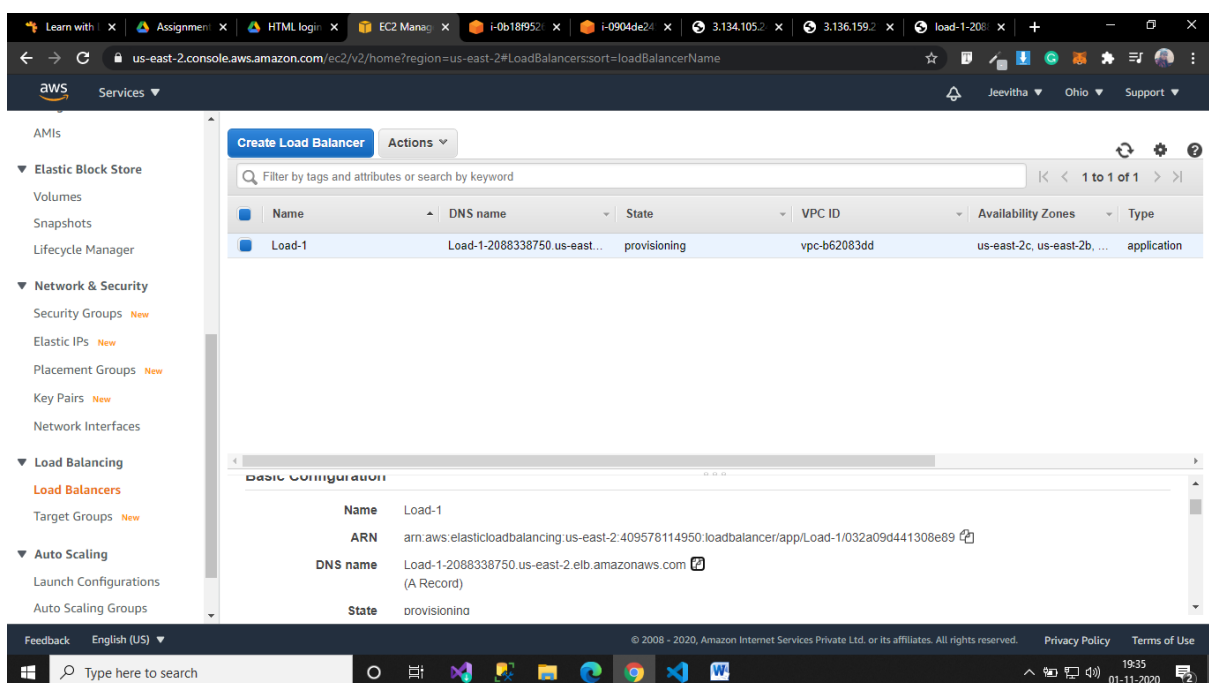 Learn with
Assignment
HTML login
EC2 Manag
i-0b18f952
i-0904de24
3.134.105.2
3.136.159.2
load-1-208
us-east-2.console.aws.amazon.com/ec2/v2/home?region=us-east-2#LoadBalancers:sort=loadBalancerName
aws
Services
Jeevitha
Ohio
Support
AMIs
Elastic Block Store
Volumes
Snapshots
Lifecycle Manager
Network & Security
Security Groups New
Elastic IPs New
Placement Groups New
Key Pairs New
Network Interfaces
Load Balancing
Load Balancers
Target Groups New
Auto Scaling
Launch Configurations
Auto Scaling Groups
Create Load Balancer
Actions
Filter by tags and attributes or search by keyword
1 to 1 of 1
Name DNS name State VPC ID Availability Zones Type
Load-1 Load-1-2088338750.us-east... provisioning vpc-b62083dd us-east-2c, us-east-2b, ... application
Basic Configuration
Name Load-1
ARN arn:aws:elasticloadbalancing:us-east-2:409578114950:loadbalancer/app/Load-1/032a09d441308e89
DNS name Load-1-2088338750.us-east-2.elb.amazonaws.com
(A Record)
State provisioning
Feedback English (US)
© 2008 - 2020, Amazon Internet Services Private Ltd. or its affiliates. All rights reserved. Privacy Policy Terms of Use
Type here to search
19:35
01-11-2020
2